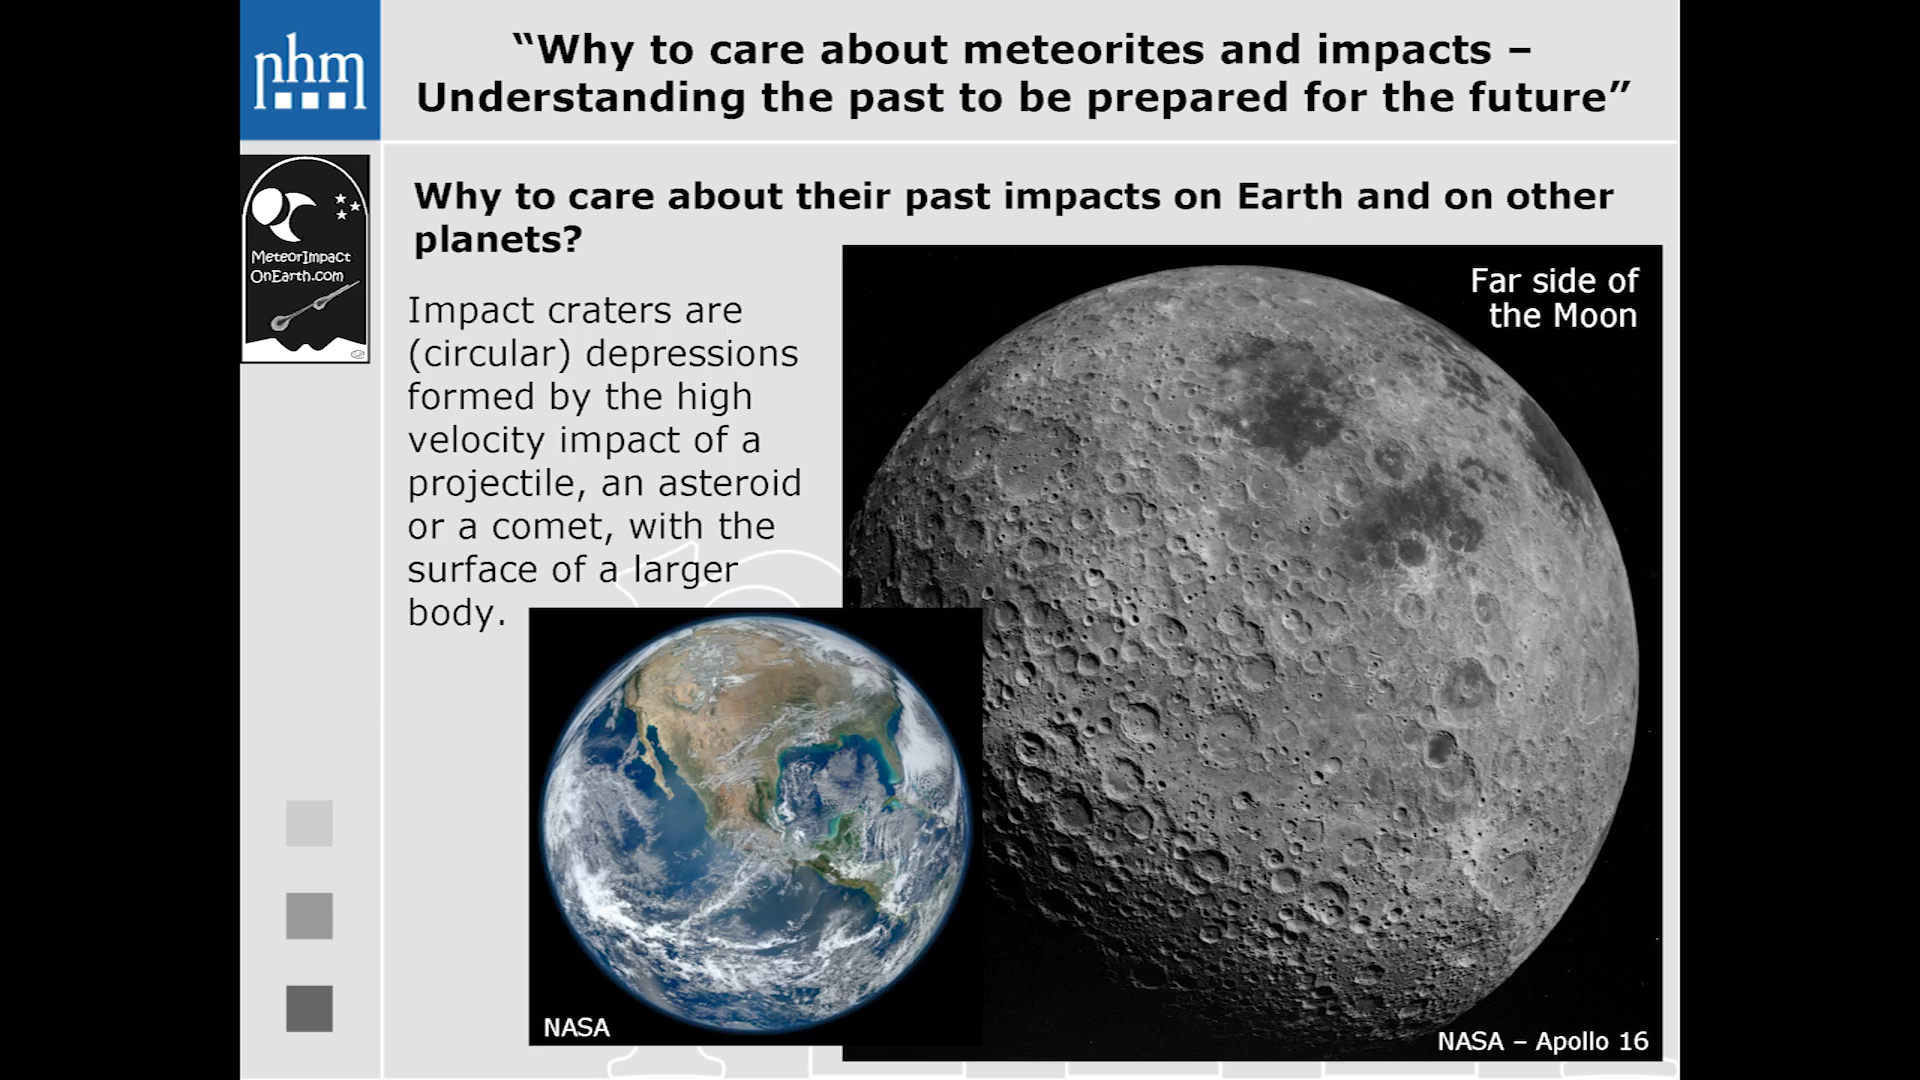 nhm
“Why to care about meteorites and impacts –
Understanding the past to be prepared for the future”
MeteorImpact
OnEarth.com
Why to care about their past impacts on Earth and on other
planets?
Impact craters are
(circular) depressions
formed by the high
velocity impact of a
projectile, an asteroid
or a comet, with the
surface of a larger
body.
Far side of
the Moon
NASA
NASA – Apollo 16